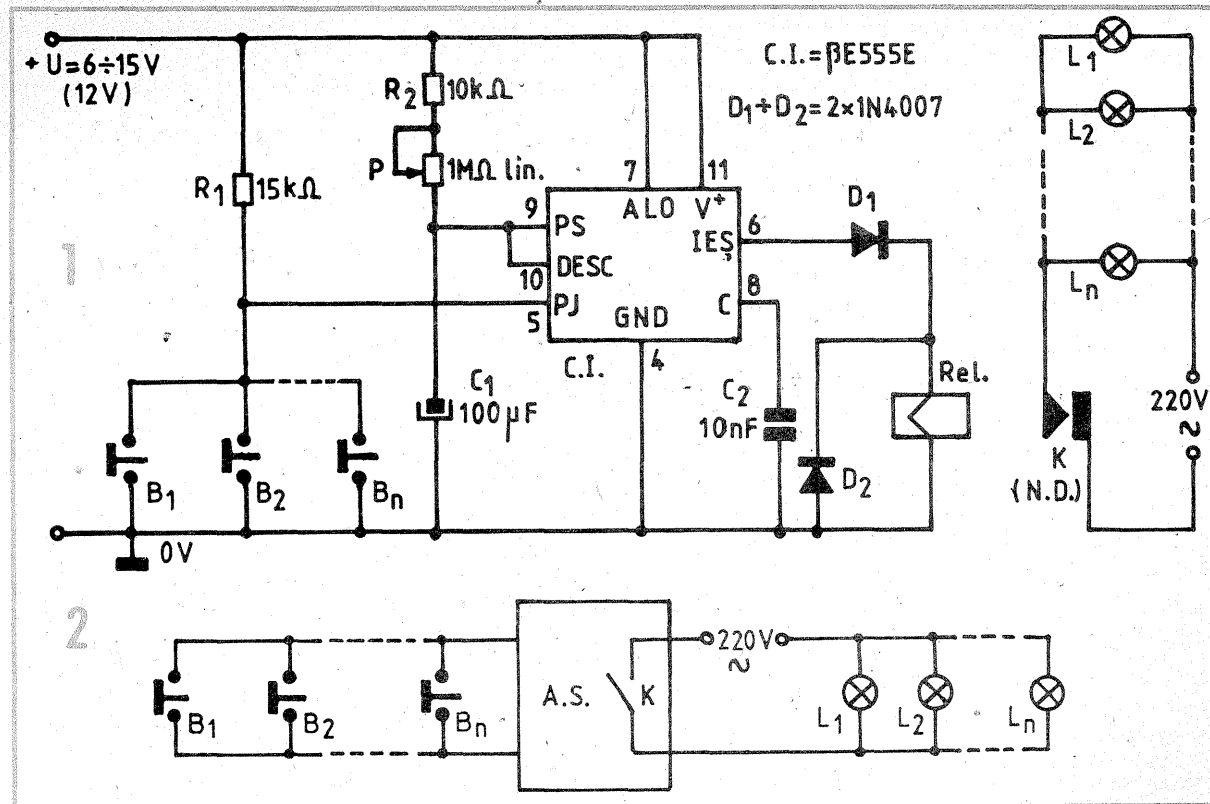 + U=6÷15V
(12V)
R1 15kΩ
R2 10kΩ
P 1MΩ lin.
C.I.=βE555E
D1÷D2=2×1N4007
7 11
ALO V+
9 PS
10 DESC
5 PJ
GND
4
IEȘ 6
C 8
C.I.
D1
C1
100μF
C2
10nF
D2
Rel.
B1
B2
Bn
0V
L1
L2
Ln
K
(N.D.)
220V
~
1
2
B1
B2
Bn
A.S.
K
220V
~
L1
L2
Ln